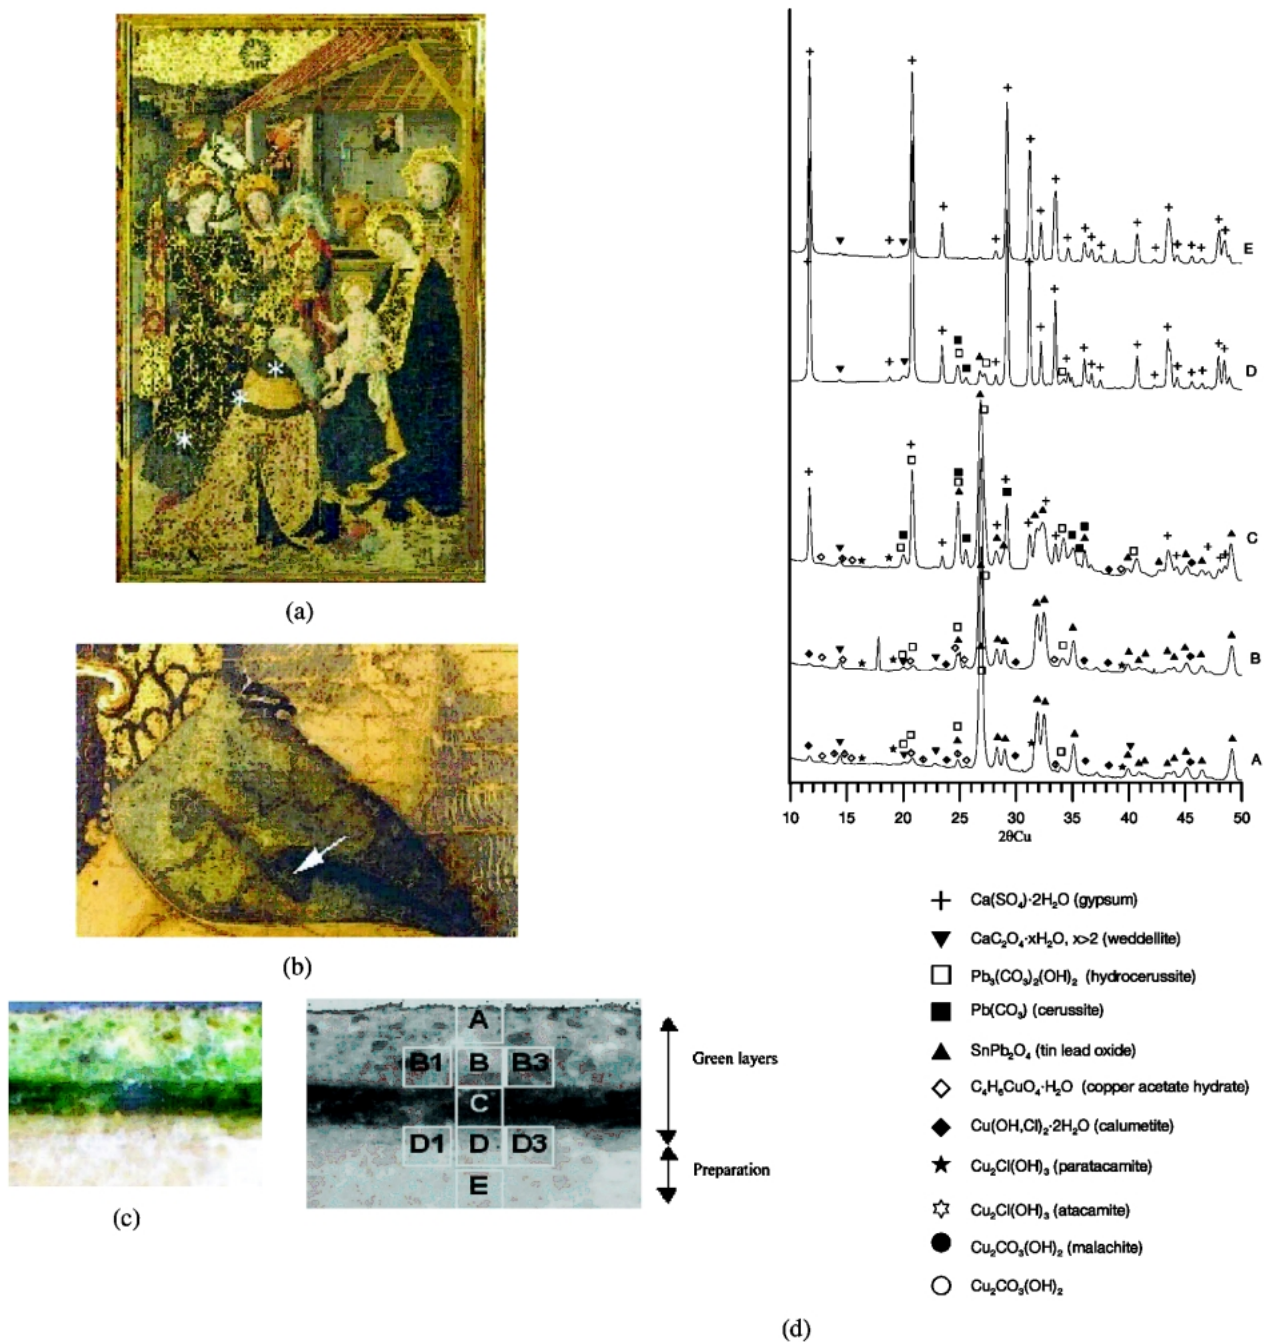 (a)
(b)
(c)
A
B1 B B3
C
D1 D D3
E
Green layers
Preparation
E
D
C
B
A
10 15 20 25 30 35 40 45 50
2θCu
Ca(SO₄)·2H₂O (gypsum)
CaC₂O₄·xH₂O, x>2 (weddellite)
Pb₃(CO₃)₂(OH)₂ (hydrocerussite)
Pb(CO₃) (cerussite)
SnPb₂O₄ (tin lead oxide)
C₄H₆CuO₄·H₂O (copper acetate hydrate)
Cu(OH,Cl)₂·2H₂O (calumetite)
Cu₂Cl(OH)₃ (paratacamite)
Cu₂Cl(OH)₃ (atacamite)
Cu₂CO₃(OH)₂ (malachite)
Cu₂CO₃(OH)₂
(d)